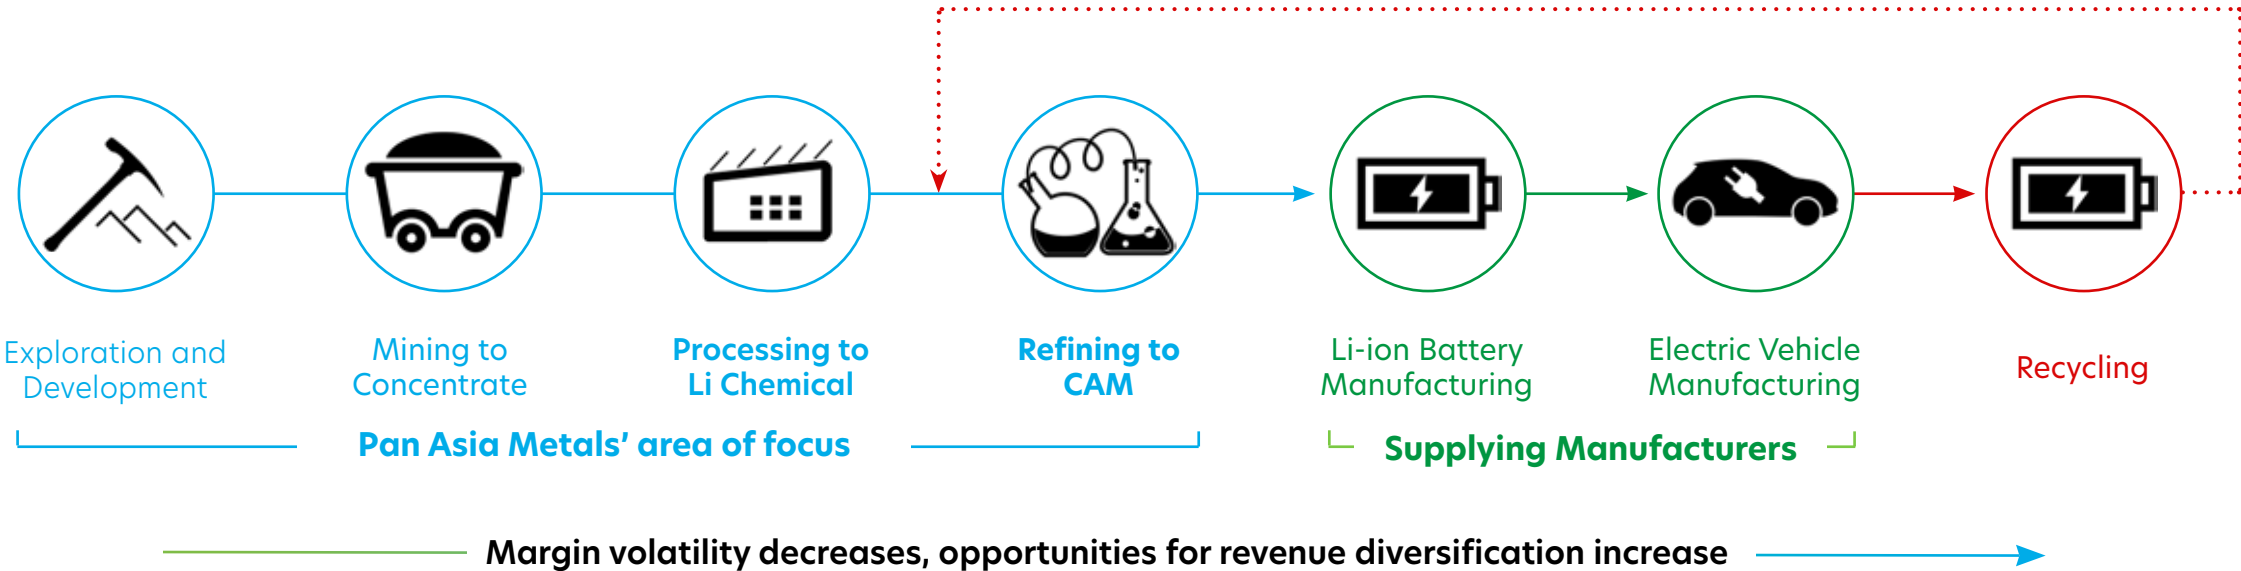 Exploration and
Development
Mining to
Concentrate
Processing to
Li Chemical
Refining to
CAM
Li-ion Battery
Manufacturing
Electric Vehicle
Manufacturing
Recycling
Pan Asia Metals’ area of focus
Supplying Manufacturers
Margin volatility decreases, opportunities for revenue diversification increase